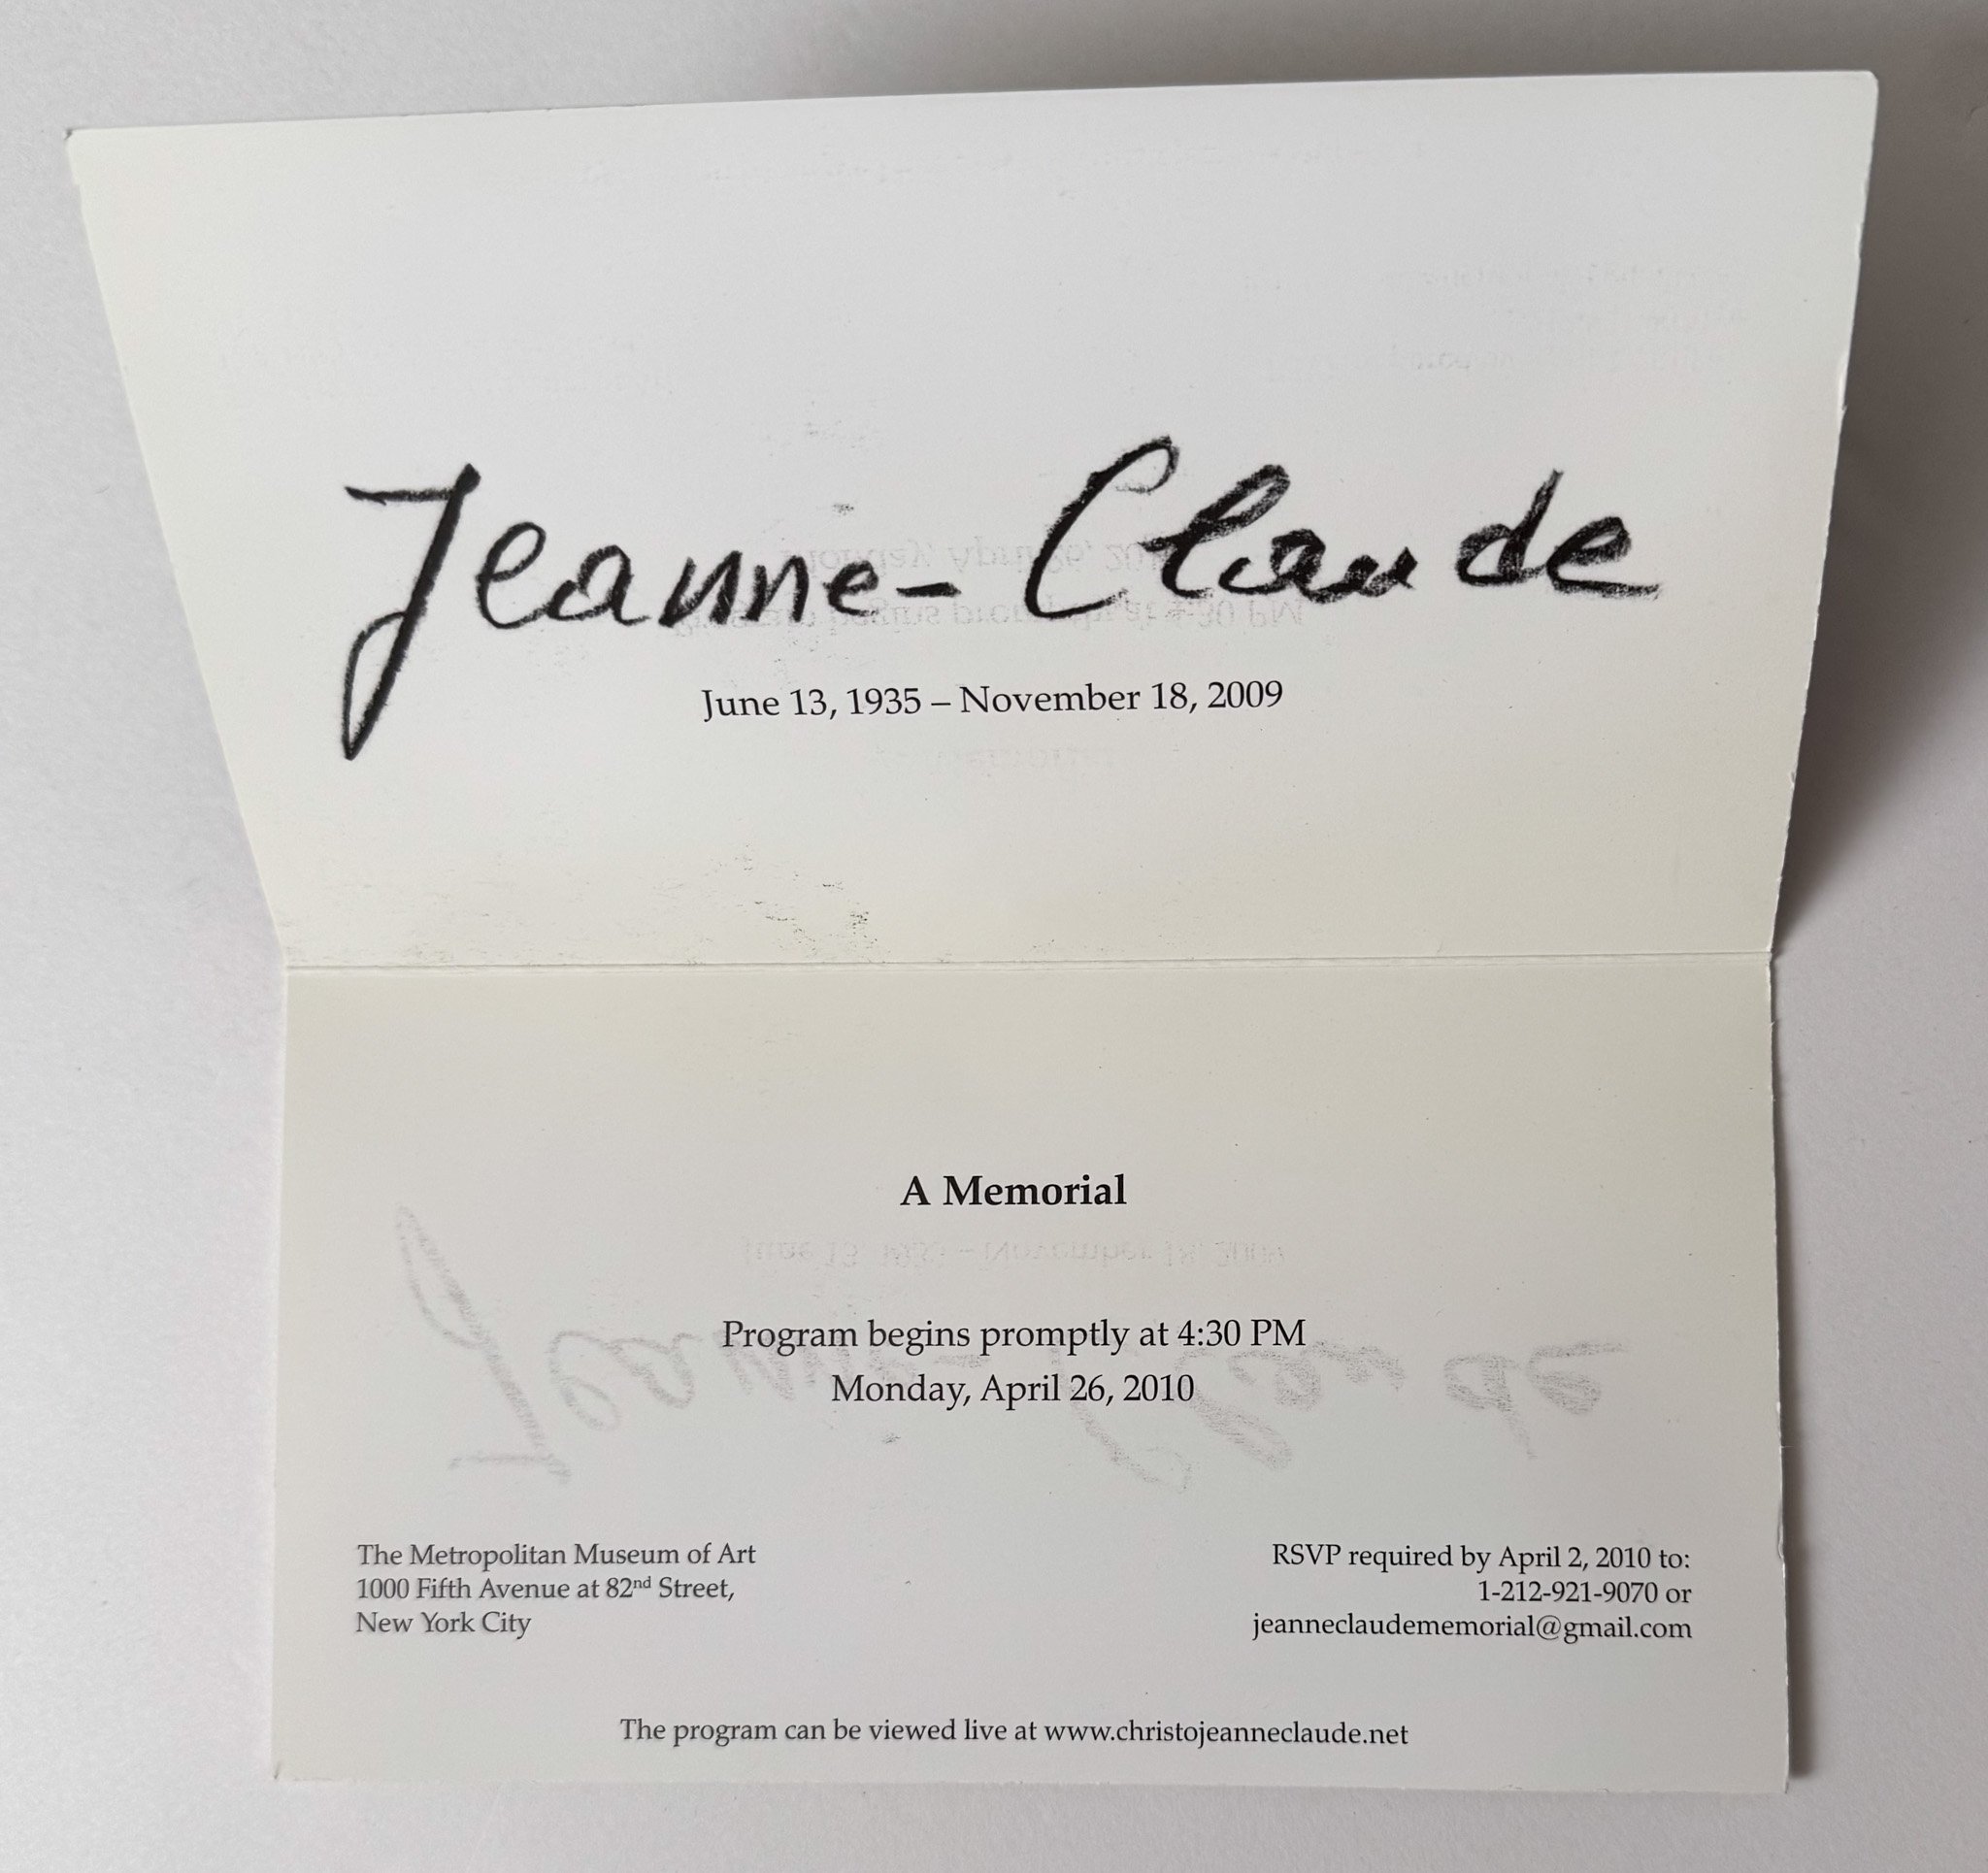 Jeanne-Claude
June 13, 1935 – November 18, 2009
A Memorial
Program begins promptly at 4:30 PM
Monday, April 26, 2010
The Metropolitan Museum of Art
1000 Fifth Avenue at 82nd Street,
New York City
RSVP required by April 2, 2010 to:
1-212-921-9070 or
jeanneclaudememorial@gmail.com
The program can be viewed live at www.christojeanneclaude.net